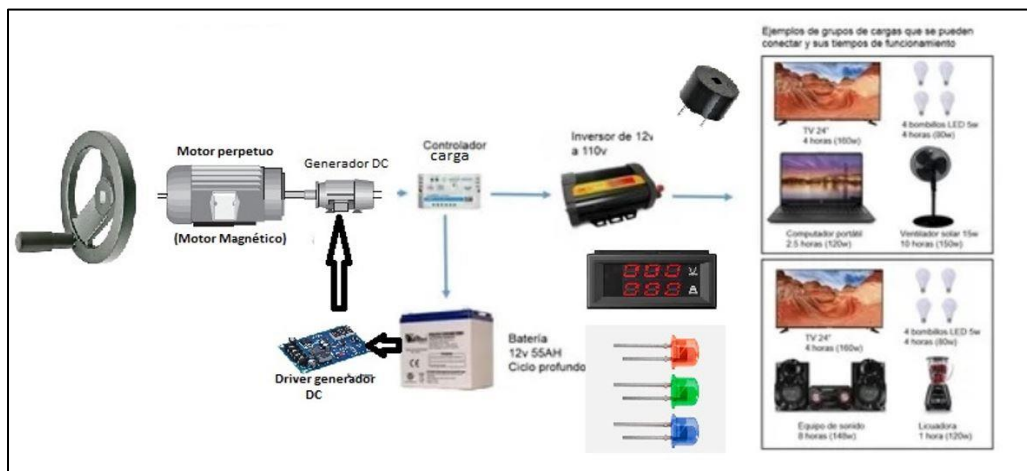 Ejemplos de grupos de cargas que se pueden
conectar y sus tiempos de funcionamiento
Motor perpetuo
(Motor Magnético)
Generador DC
Controlador
carga
Inversor de 12v
a 110v
Driver generador
DC
Batería
12v 55AH
Ciclo profundo
888 V
888 A
TV 24"
4 horas (160w)
4 bombillos LED 5w
4 horas (80w)
Computador portátil
2.5 horas (120w)
Ventilador solar 15w
10 horas (150w)
TV 24"
4 horas (160w)
4 bombillos LED 5w
4 horas (80w)
Equipo de sonido
8 horas (148w)
Licuadora
1 hora (120w)